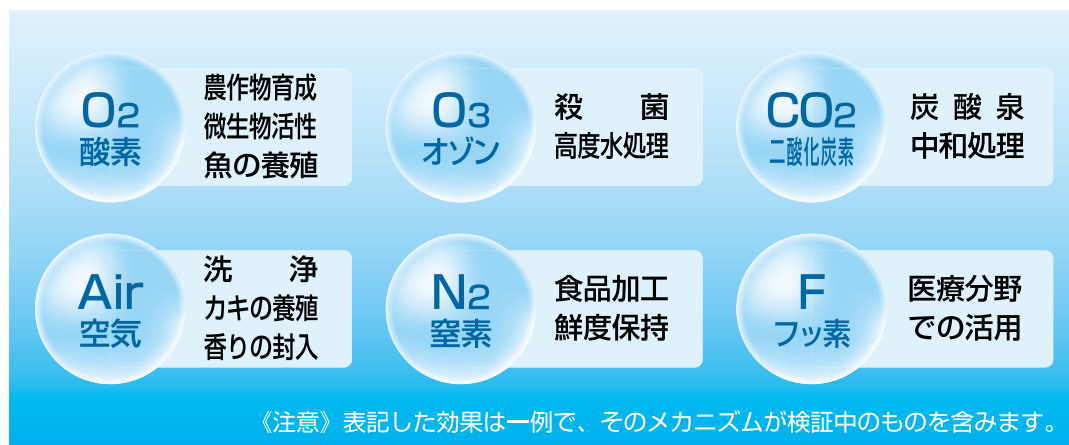 O2
酸素
農作物育成
微生物活性
魚の養殖
O3
オゾン
殺菌
高度水処理
CO2
二酸化炭素
炭酸泉
中和処理
Air
空気
洗浄
カキの養殖
香りの封入
N2
窒素
食品加工
鮮度保持
F
フッ素
医療分野
での活用
《注意》表記した効果は一例で、そのメカニズムが検証中のものを含みます。